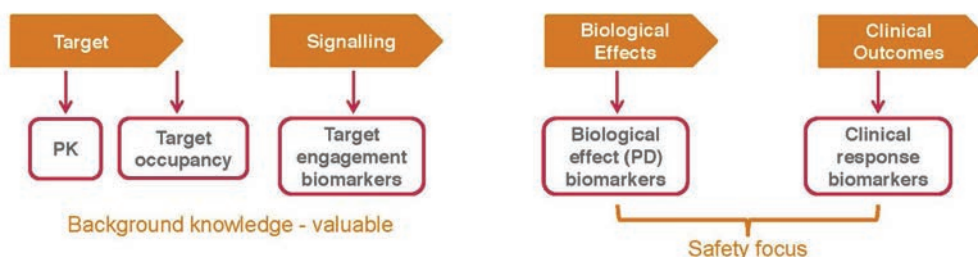 Target
Signalling
Biological
Effects
Clinical
Outcomes
PK
Target
occupancy
Target
engagement
biomarkers
Biological
effect (PD)
biomarkers
Clinical
response
biomarkers
Background knowledge - valuable
Safety focus